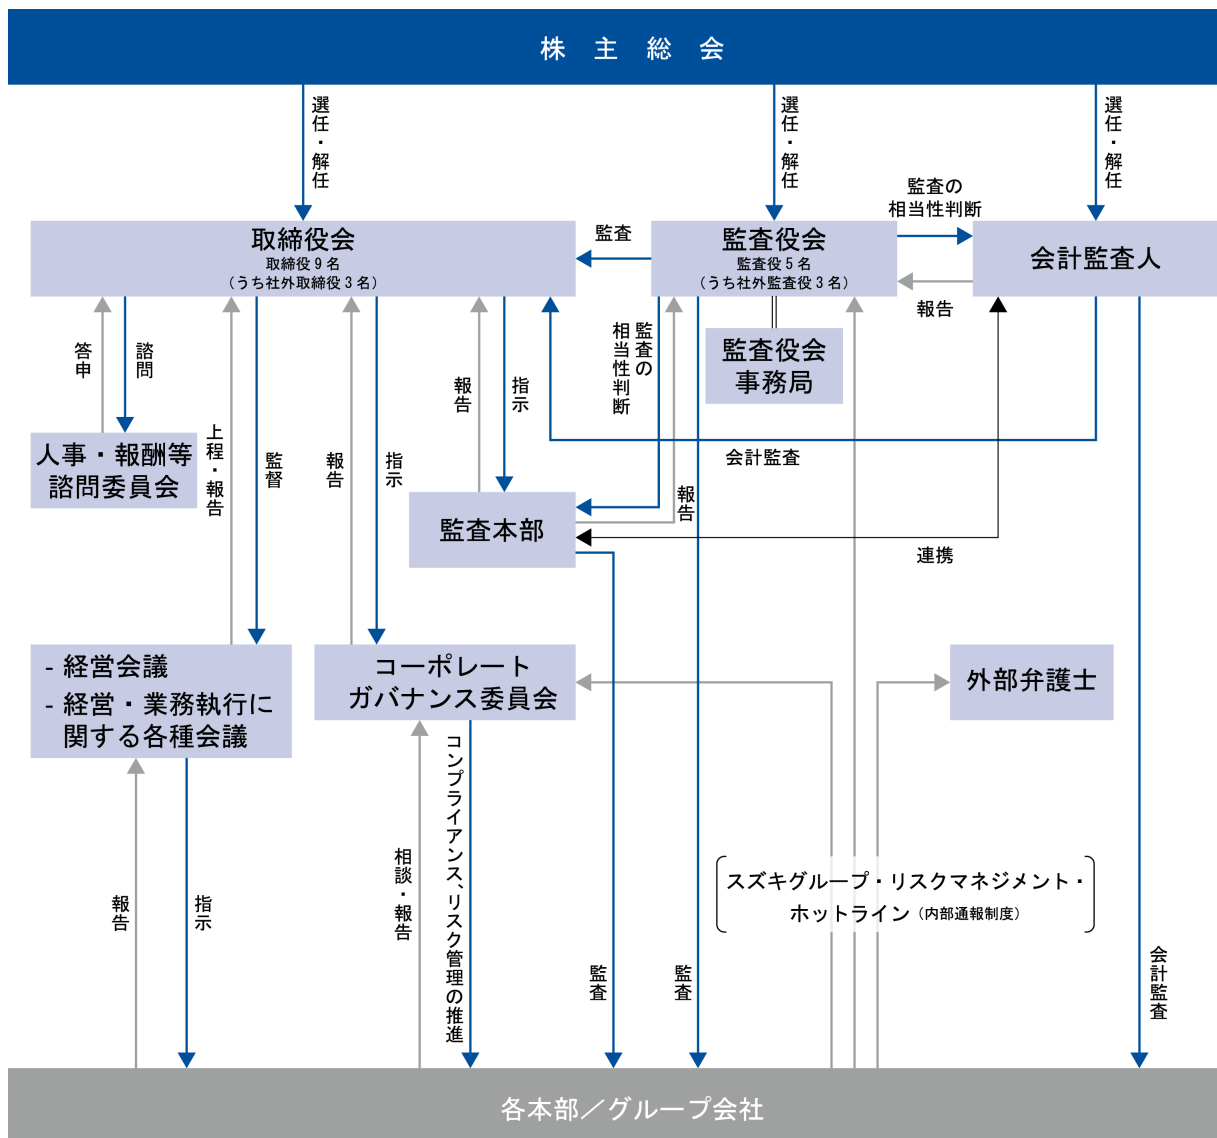 株主総会
選任・解任
選任・解任
選任・解任
監査の
相当性判断
監査
取締役会
取締役9名
（うち社外取締役3名）
監査役会
監査役5名
（うち社外監査役3名）
会計監査人
報告
監査役会
事務局
答申
諮問
監査の
相当性判断
報告
指示
人事・報酬等
諮問委員会
上程・報告
監督
報告
指示
会計監査
報告
監査本部
連携
- 経営会議
- 経営・業務執行に
関する各種会議
コーポレート
ガバナンス委員会
外部弁護士
報告
指示
相談・報告
コンプライアンス、リスク管理の推進
スズキグループ・リスクマネジメント・
ホットライン（内部通報制度）
監査
監査
会計監査
各本部／グループ会社